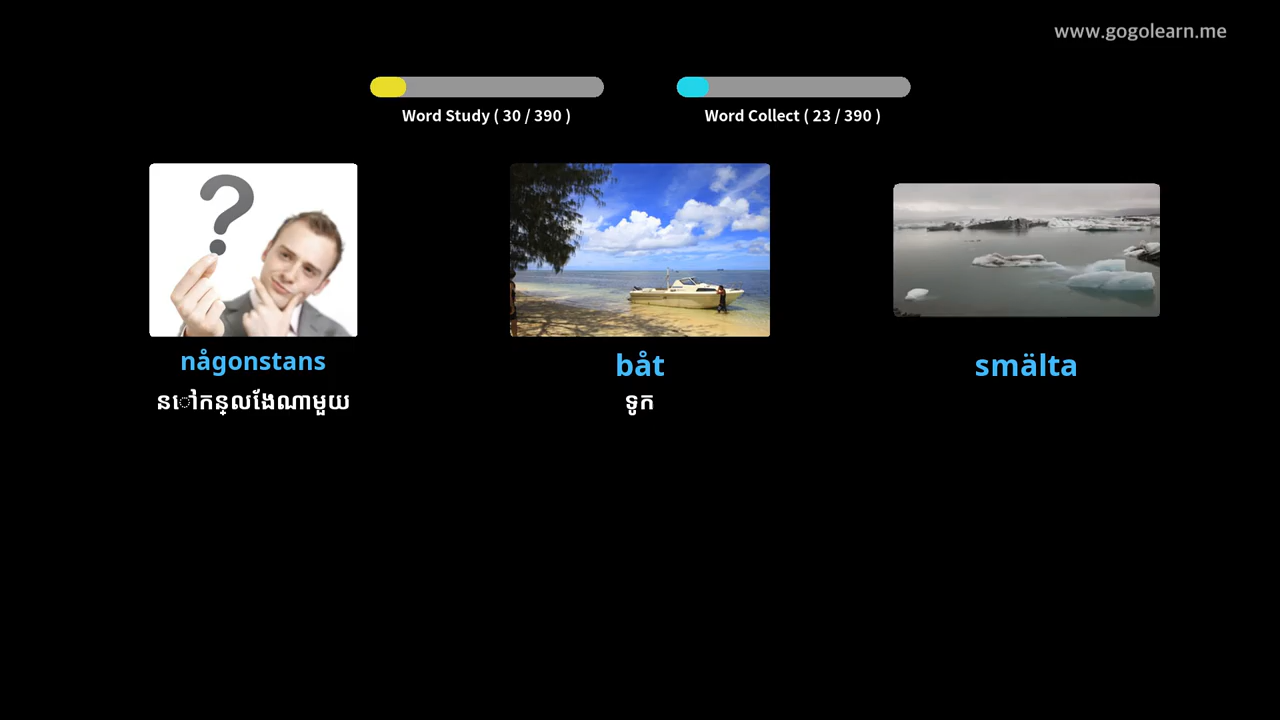 www.gogolearn.me
Word Study ( 30 / 390 )
Word Collect ( 23 / 390 )
?
någonstans
båt
smälta
នៅកន្លងែណាមួយ
ទូក